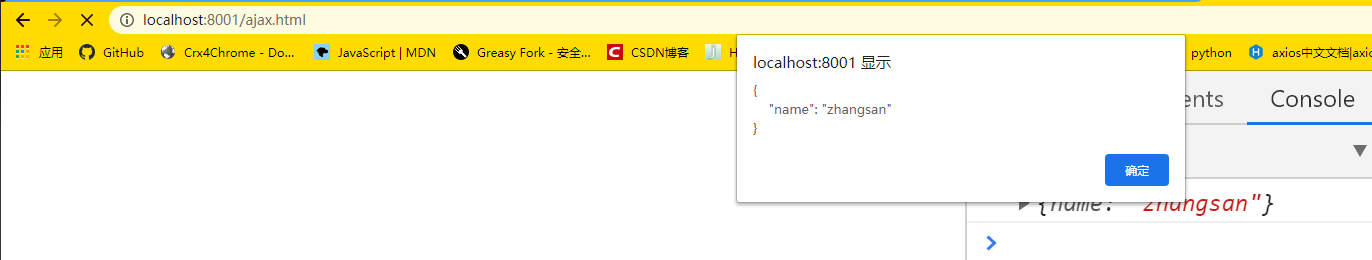 localhost:8001/ajax.html
应用 GitHub Crx4Chrome - Do... JavaScript | MDN Greasy Fork - 安全... CSDN博客 H python axios中文文档|axio
localhost:8001 显示
{
"name": "zhangsan"
}
确定
ents Console
{name: "zhangsan"}